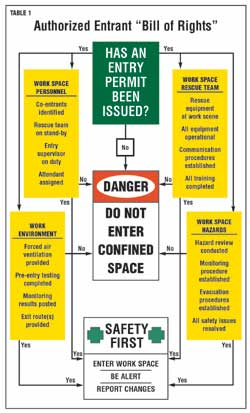 TABLE 1
Authorized Entrant “Bill of Rights”
Yes
Yes
HAS AN
ENTRY
PERMIT
BEEN
ISSUED?
WORK SPACE
PERSONNEL
Co-entrants
identified
Rescue team
on stand-by
Entry
supervisor
on duty
Attendant
assigned
WORK SPACE
RESCUE TEAM
Rescue
equipment
at work scene
All equipment
operational
Communication
procedures
established
All training
completed
No
No
No
DANGER
DO NOT
ENTER
CONFINED
SPACE
Yes
Yes
WORK
ENVIRONMENT
Forced air
ventilation
provided
Pre-entry testing
completed
Monitoring
results posted
Exit route(s)
provided
No
No
WORK SPACE
HAZARDS
Hazard review
conducted
Monitoring
procedure
established
Evacuation
procedures
established
All safety issues
resolved
SAFETY
FIRST
Yes
Yes
ENTER WORK SPACE
BE ALERT
REPORT CHANGES
Yes
Yes